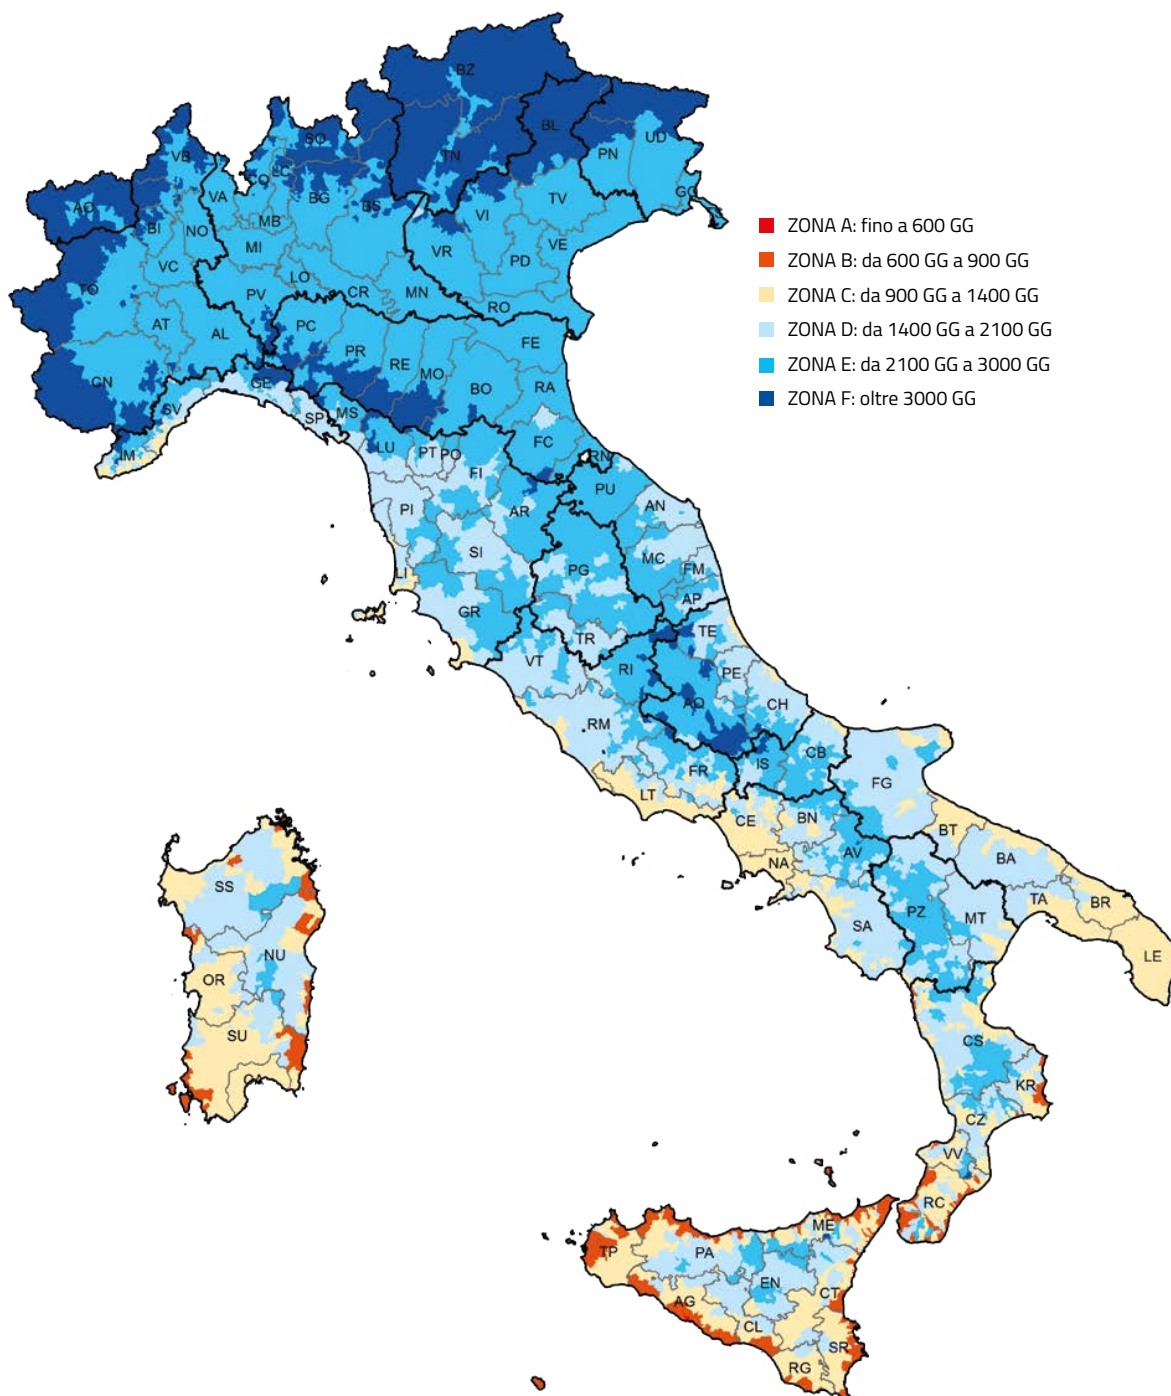 BZ
BL
UD
SO
PN
TN
VB
LC
CO
TV
AO
VA
BG
BS
GO
VI
MB
BI
NO
VE
MI
VR
PD
VC
TO
LO
PV
CR
MN
RO
AT
PC
AL
FE
PR
RE
MO
CN
GE
BO
RA
SV
SP
MS
FC
LU
PT
PO
IM
RN
FI
PU
PI
AR
AN
SI
MC
PG
FM
LI
AP
GR
TR
TE
VT
RI
PE
AQ
CH
RM
CB
IS
FR
FG
LT
CE
BN
BT
AV
NA
BA
SS
TA
BR
PZ
MT
SA
NU
LE
OR
SU
CS
CA
KR
CZ
VV
RC
ME
TP
PA
EN
CT
AG
CL
SR
RG
ZONA A: fino a 600 GG
ZONA B: da 600 GG a 900 GG
ZONA C: da 900 GG a 1400 GG
ZONA D: da 1400 GG a 2100 GG
ZONA E: da 2100 GG a 3000 GG
ZONA F: oltre 3000 GG